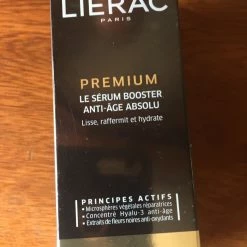 LIERAC
PARIS
PREMIUM
LE SÉRUM BOOSTER
ANTI-ÂGE ABSOLU
Lisse, raffermit et hydrate
PRINCIPES ACTIFS
• Microsphères végétales réparatrices
• Concentré Hyalu-3 anti-âge
• Extraits de fleurs noires anti-oxydants